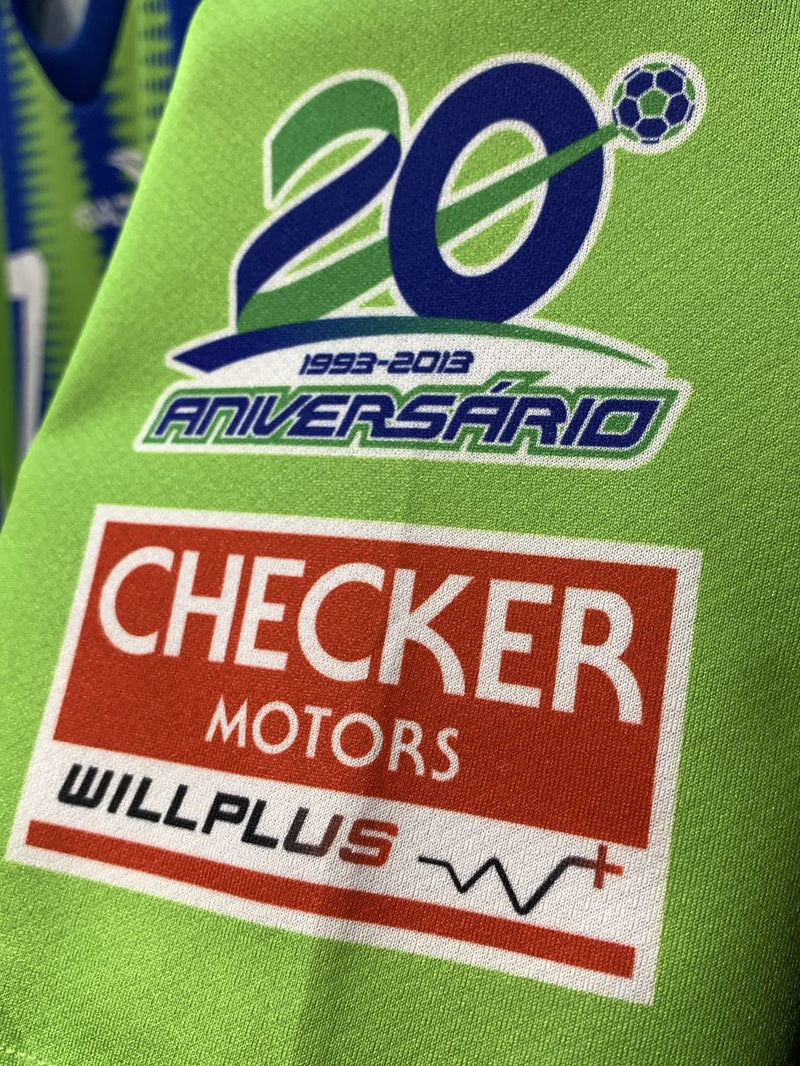 20
1993-2013
ANIVERSÁRIO
CHECKER
MOTORS
WILLPLUS